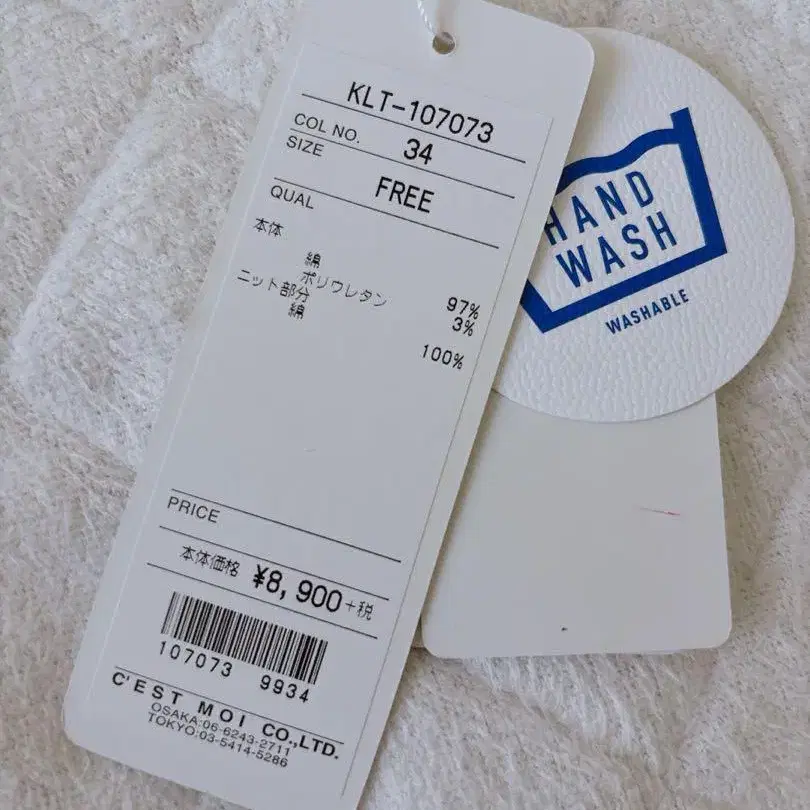 KLT-107073
COL NO. 34
SIZE FREE
QUAL
本体
綿 97%
ポリウレタン 3%
ニット部分
綿 100%
PRICE
本体価格 ¥8,900+税
107073 9934
C'EST MOI CO.,LTD.
OSAKA:06-6243-2711
TOKYO:03-5414-5286
HAND
WASH
WASHABLE